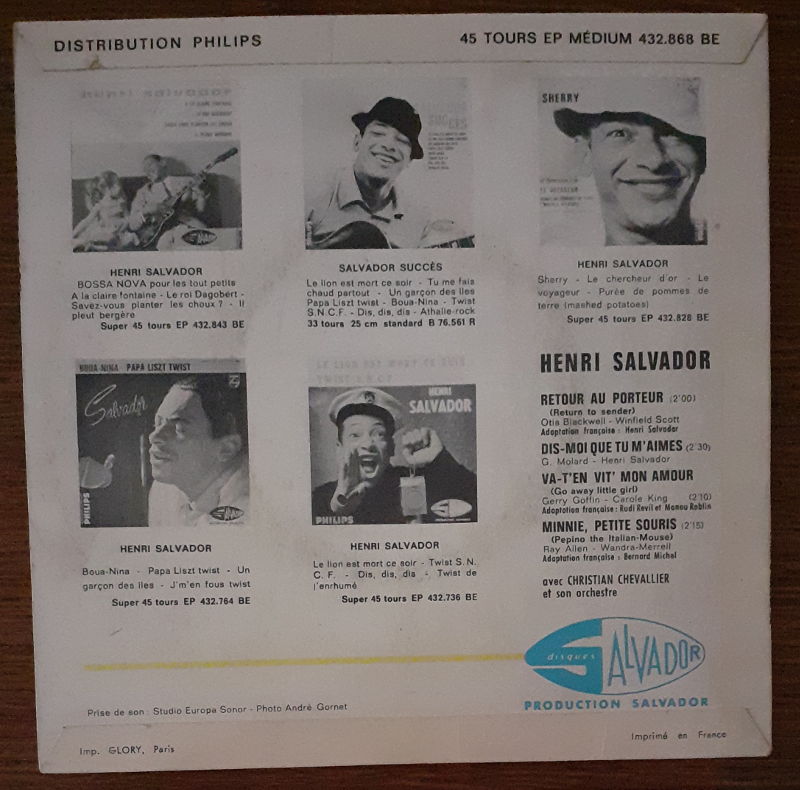 DISTRIBUTION PHILIPS
45 TOURS EP MÉDIUM 432.868 BE
HENRI SALVADOR
BOSSA NOVA pour les tout petits
A la claire fontaine - Le roi Dagobert -
Savez-vous planter les choux ? - Il
pleut bergère
Super 45 tours EP 432.843 BE
SALVADOR SUCCÈS
Le lion est mort ce soir - Tu me fais
chaud partout - Un garçon des îles
Papa Liszt twist - Boua-Nina - Twist
S.N.C.F. - Dis, dis, dis - Athalie-rock
33 tours 25 cm standard B 76.561 R
SHERRY
HENRI SALVADOR
Sherry - Le chercheur d'or - Le
voyageur - Purée de pommes de
terre (mashed potatoes)
Super 45 tours EP 432.828 BE
BOUA-NINA PAPA LISZT TWIST
Salvador
PHILIPS
HENRI SALVADOR
Boua-Nina - Papa Liszt twist - Un
garçon des îles - J'm'en fous twist
Super 45 tours EP 432.764 BE
LE LION EST MORT CE SOIR
TWIST S.N.C.F.
HENRI
SALVADOR
PHILIPS
HENRI SALVADOR
Le lion est mort ce soir - Twist S.N.
C. F. - Dis, dis, dis - Twist de
l'enrhumé
Super 45 tours EP 432.736 BE
HENRI SALVADOR
RETOUR AU PORTEUR (2'00)
(Return to sender)
Otis Blackwell - Winfield Scott
Adaptation française : Henri Salvador
DIS-MOI QUE TU M'AIMES (2'30)
G. Molard - Henri Salvador
VA-T'EN VIT' MON AMOUR
(Go away little girl)
Gerry Goffin - Carole King (2'10)
Adaptation française : Rudi Revil et Manou Roblin
MINNIE, PETITE SOURIS (2'15)
(Pepino the Italian-Mouse)
Ray Allen - Wandra-Merrell
Adaptation française : Bernard Michel
avec CHRISTIAN CHEVALLIER
et son orchestre
disques SALVADOR
PRODUCTION SALVADOR
Prise de son : Studio Europa Sonor - Photo André Gornet
Imp. GLORY, Paris
Imprimé en France